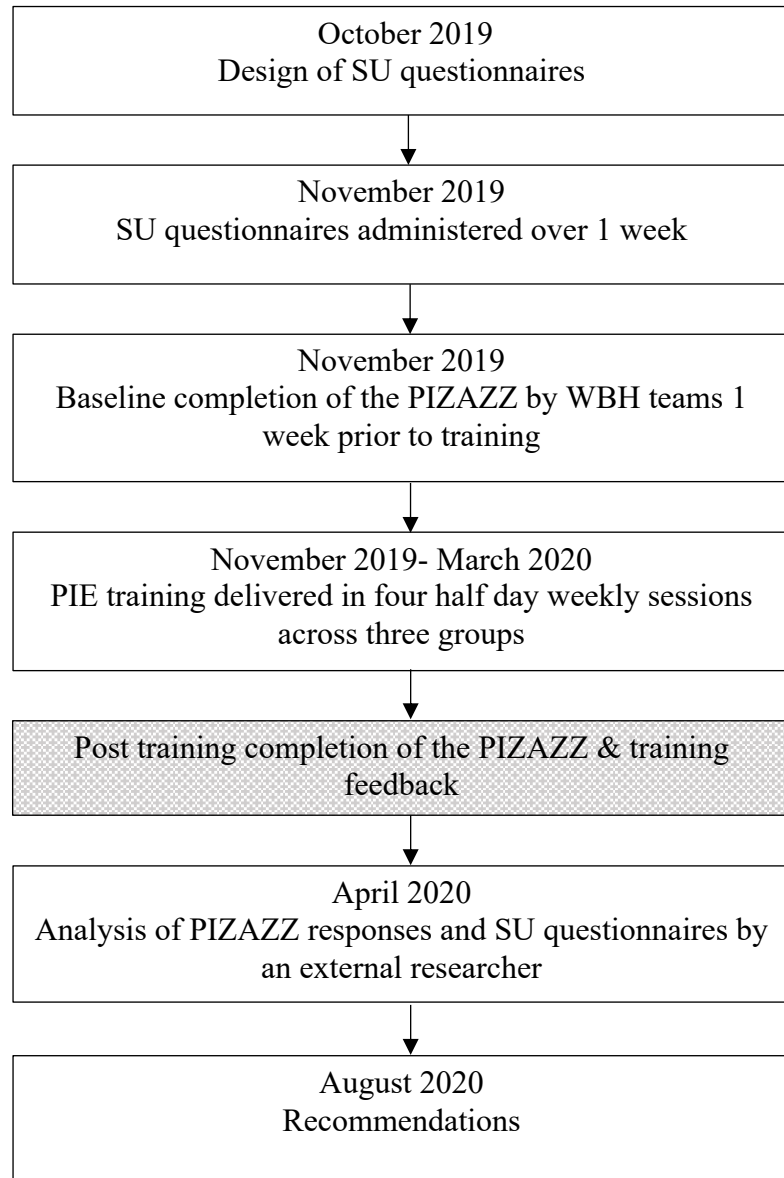 October 2019
Design of SU questionnaires
November 2019
SU questionnaires administered over 1 week
November 2019
Baseline completion of the PIZAZZ by WBH teams 1
week prior to training
November 2019- March 2020
PIE training delivered in four half day weekly sessions
across three groups
Post training completion of the PIZAZZ & training
feedback
April 2020
Analysis of PIZAZZ responses and SU questionnaires by
an external researcher
August 2020
Recommendations